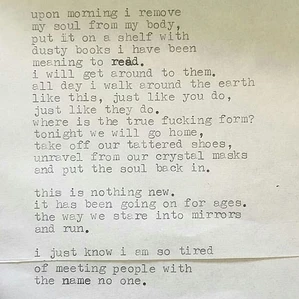 upon morning i remove
my soul from my body,
put it on a shelf with
dusty books i have been
meaning to read.
i will get around to them.
all day i walk around the earth
like this, just like you do,
just like they do.
where is the true fucking form?
tonight we will go home,
take off our tattered shoes,
unravel from our crystal masks
and put the soul back in.
this is nothing new.
it has been going on for ages.
the way we stare into mirrors
and run.
i just know i am so tired
of meeting people with
the name no one.